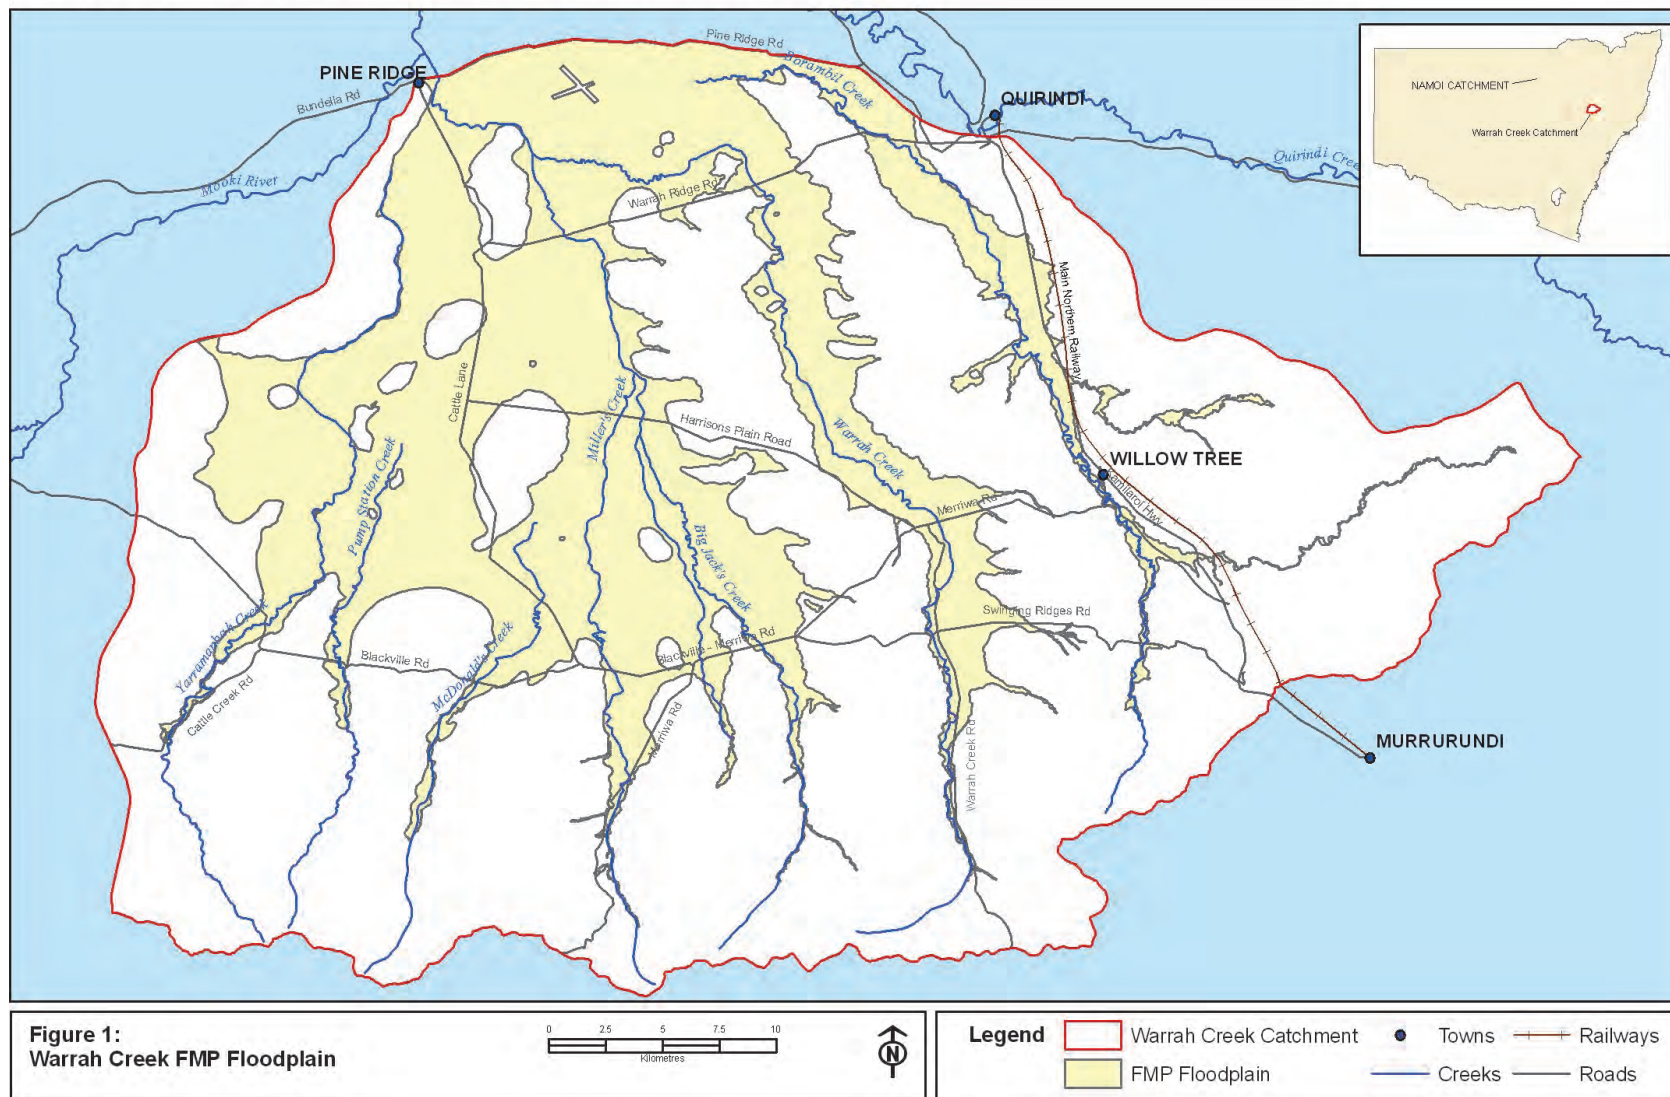 Pine Ridge Rd
PINE RIDGE
Bundella Rd
Borambil Creek
QUIRINDI
NAMOI CATCHMENT
Warrah Creek Catchment
Quirindi Cree
Mooki River
Warrah Ridge Rd
Main Northern Railway
Cattle Lane
Miller's Creek
Harrisons Plain Road
Warrah Creek
WILLOW TREE
Kamilaroi Hwy
Pump Station Creek
Merriwa Rd
Big Jack's Creek
Yarramanbah Creek
Swinging Ridges Rd
Blackville Rd
McDonald's Creek
Blackville - Merriwa Rd
Cattle Creek Rd
Merriwa Rd
Warrah Creek Rd
MURRURUNDI
Figure 1:
Warrah Creek FMP Floodplain
0 2.5 5 7.5 10
Kilometres
N
Legend
Warrah Creek Catchment
Towns
Railways
FMP Floodplain
Creeks
Roads